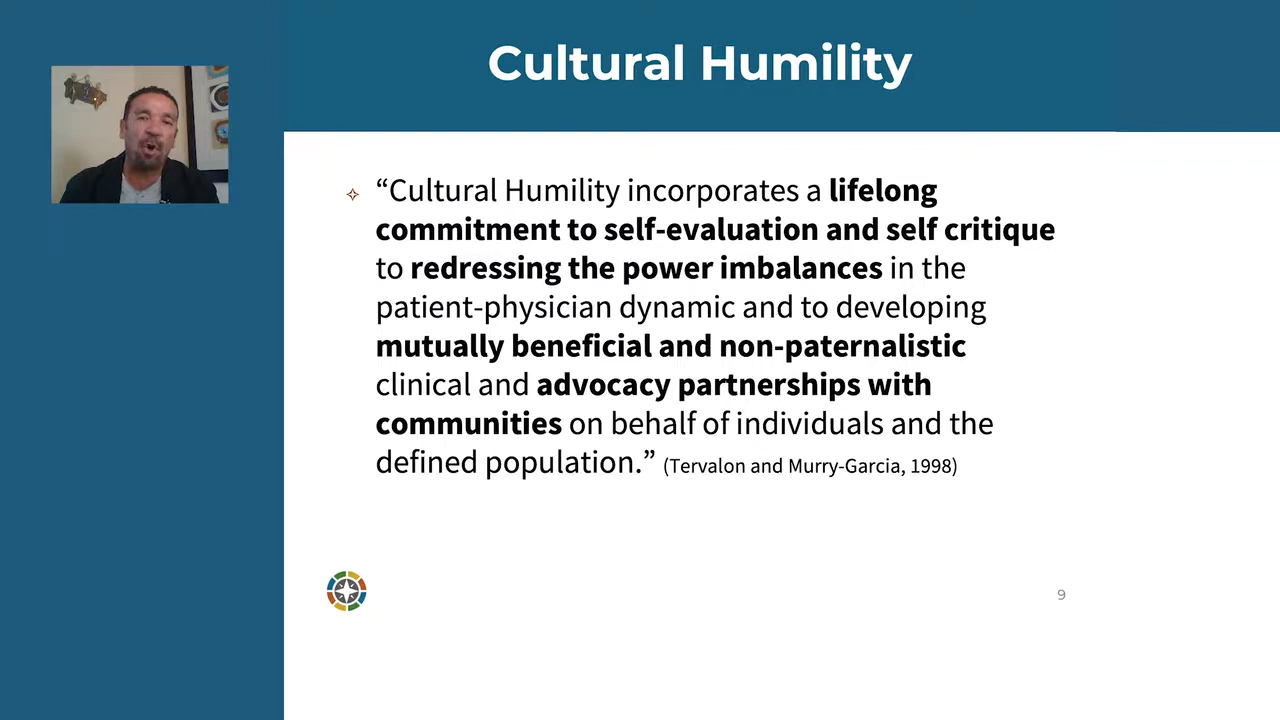 Cultural Humility
“Cultural Humility incorporates a lifelong
commitment to self-evaluation and self critique
to redressing the power imbalances in the
patient-physician dynamic and to developing
mutually beneficial and non-paternalistic
clinical and advocacy partnerships with
communities on behalf of individuals and the
defined population.” (Tervalon and Murry-Garcia, 1998)
9